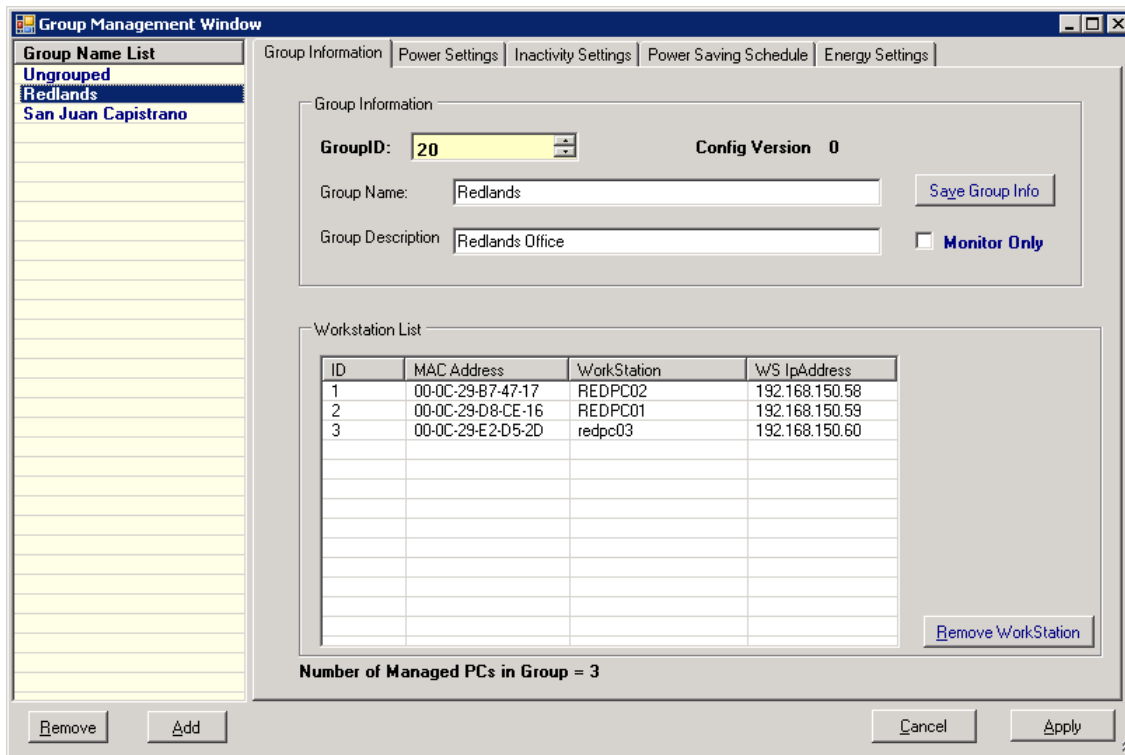 Group Management Window
Group Name List
Ungrouped
Redlands
San Juan Capistrano
Group Information Power Settings Inactivity Settings Power Saving Schedule Energy Settings
Group Information
GroupID: 20 Config Version 0
Group Name: Redlands Save Group Info
Group Description Redlands Office Monitor Only
Workstation List
ID MAC Address WorkStation WS IpAddress
1 00-0C-29-B7-47-17 REDPC02 192.168.150.58
2 00-0C-29-D8-CE-16 REDPC01 192.168.150.59
3 00-0C-29-E2-D5-2D redpc03 192.168.150.60
Remove WorkStation
Number of Managed PCs in Group = 3
Remove Add Cancel Apply